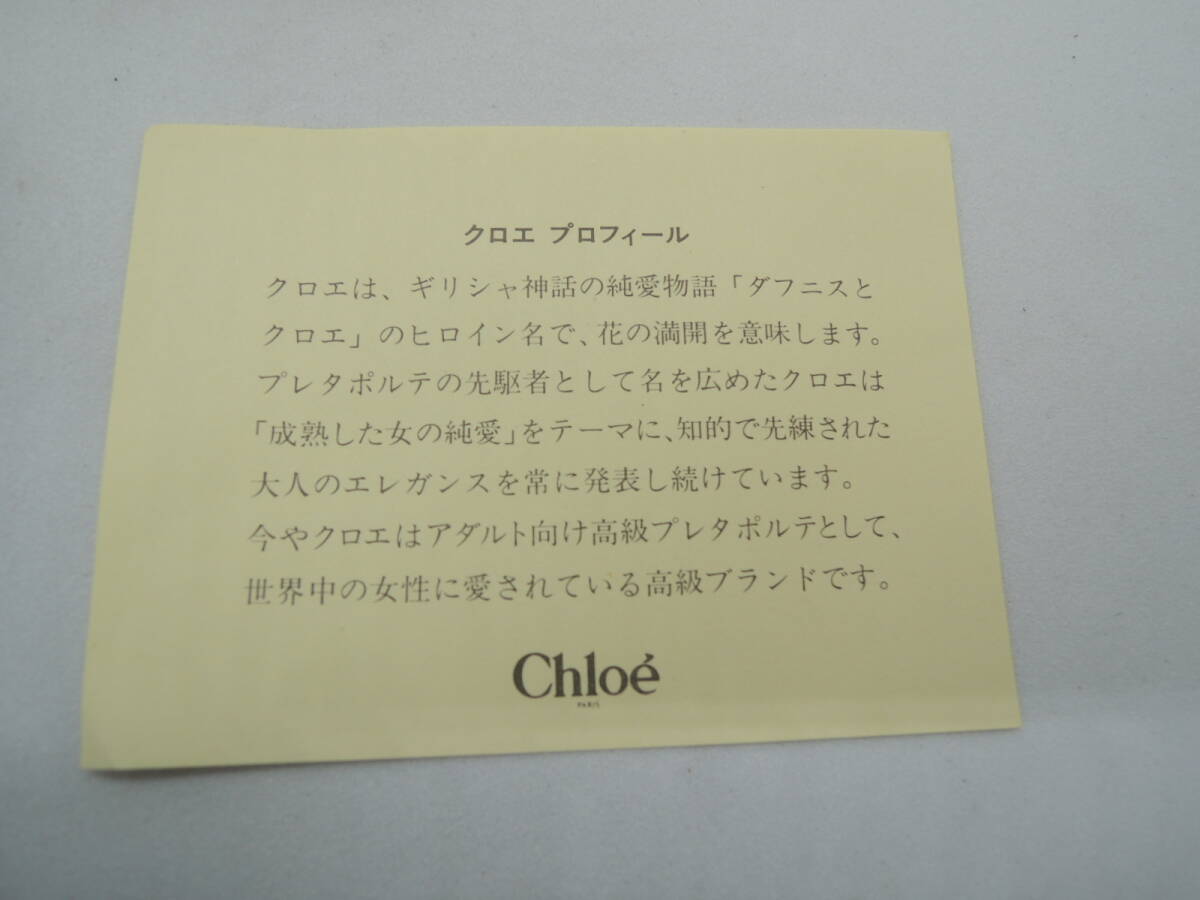 クロエ プロフィール
クロエは、ギリシャ神話の純愛物語「ダフニスと
クロエ」のヒロイン名で、花の満開を意味します。
プレタポルテの先駆者として名を広めたクロエは
「成熟した女の純愛」をテーマに、知的で先練された
大人のエレガンスを常に発表し続けています。
今やクロエはアダルト向け高級プレタポルテとして、
世界中の女性に愛されている高級ブランドです。
Chloé
PARIS